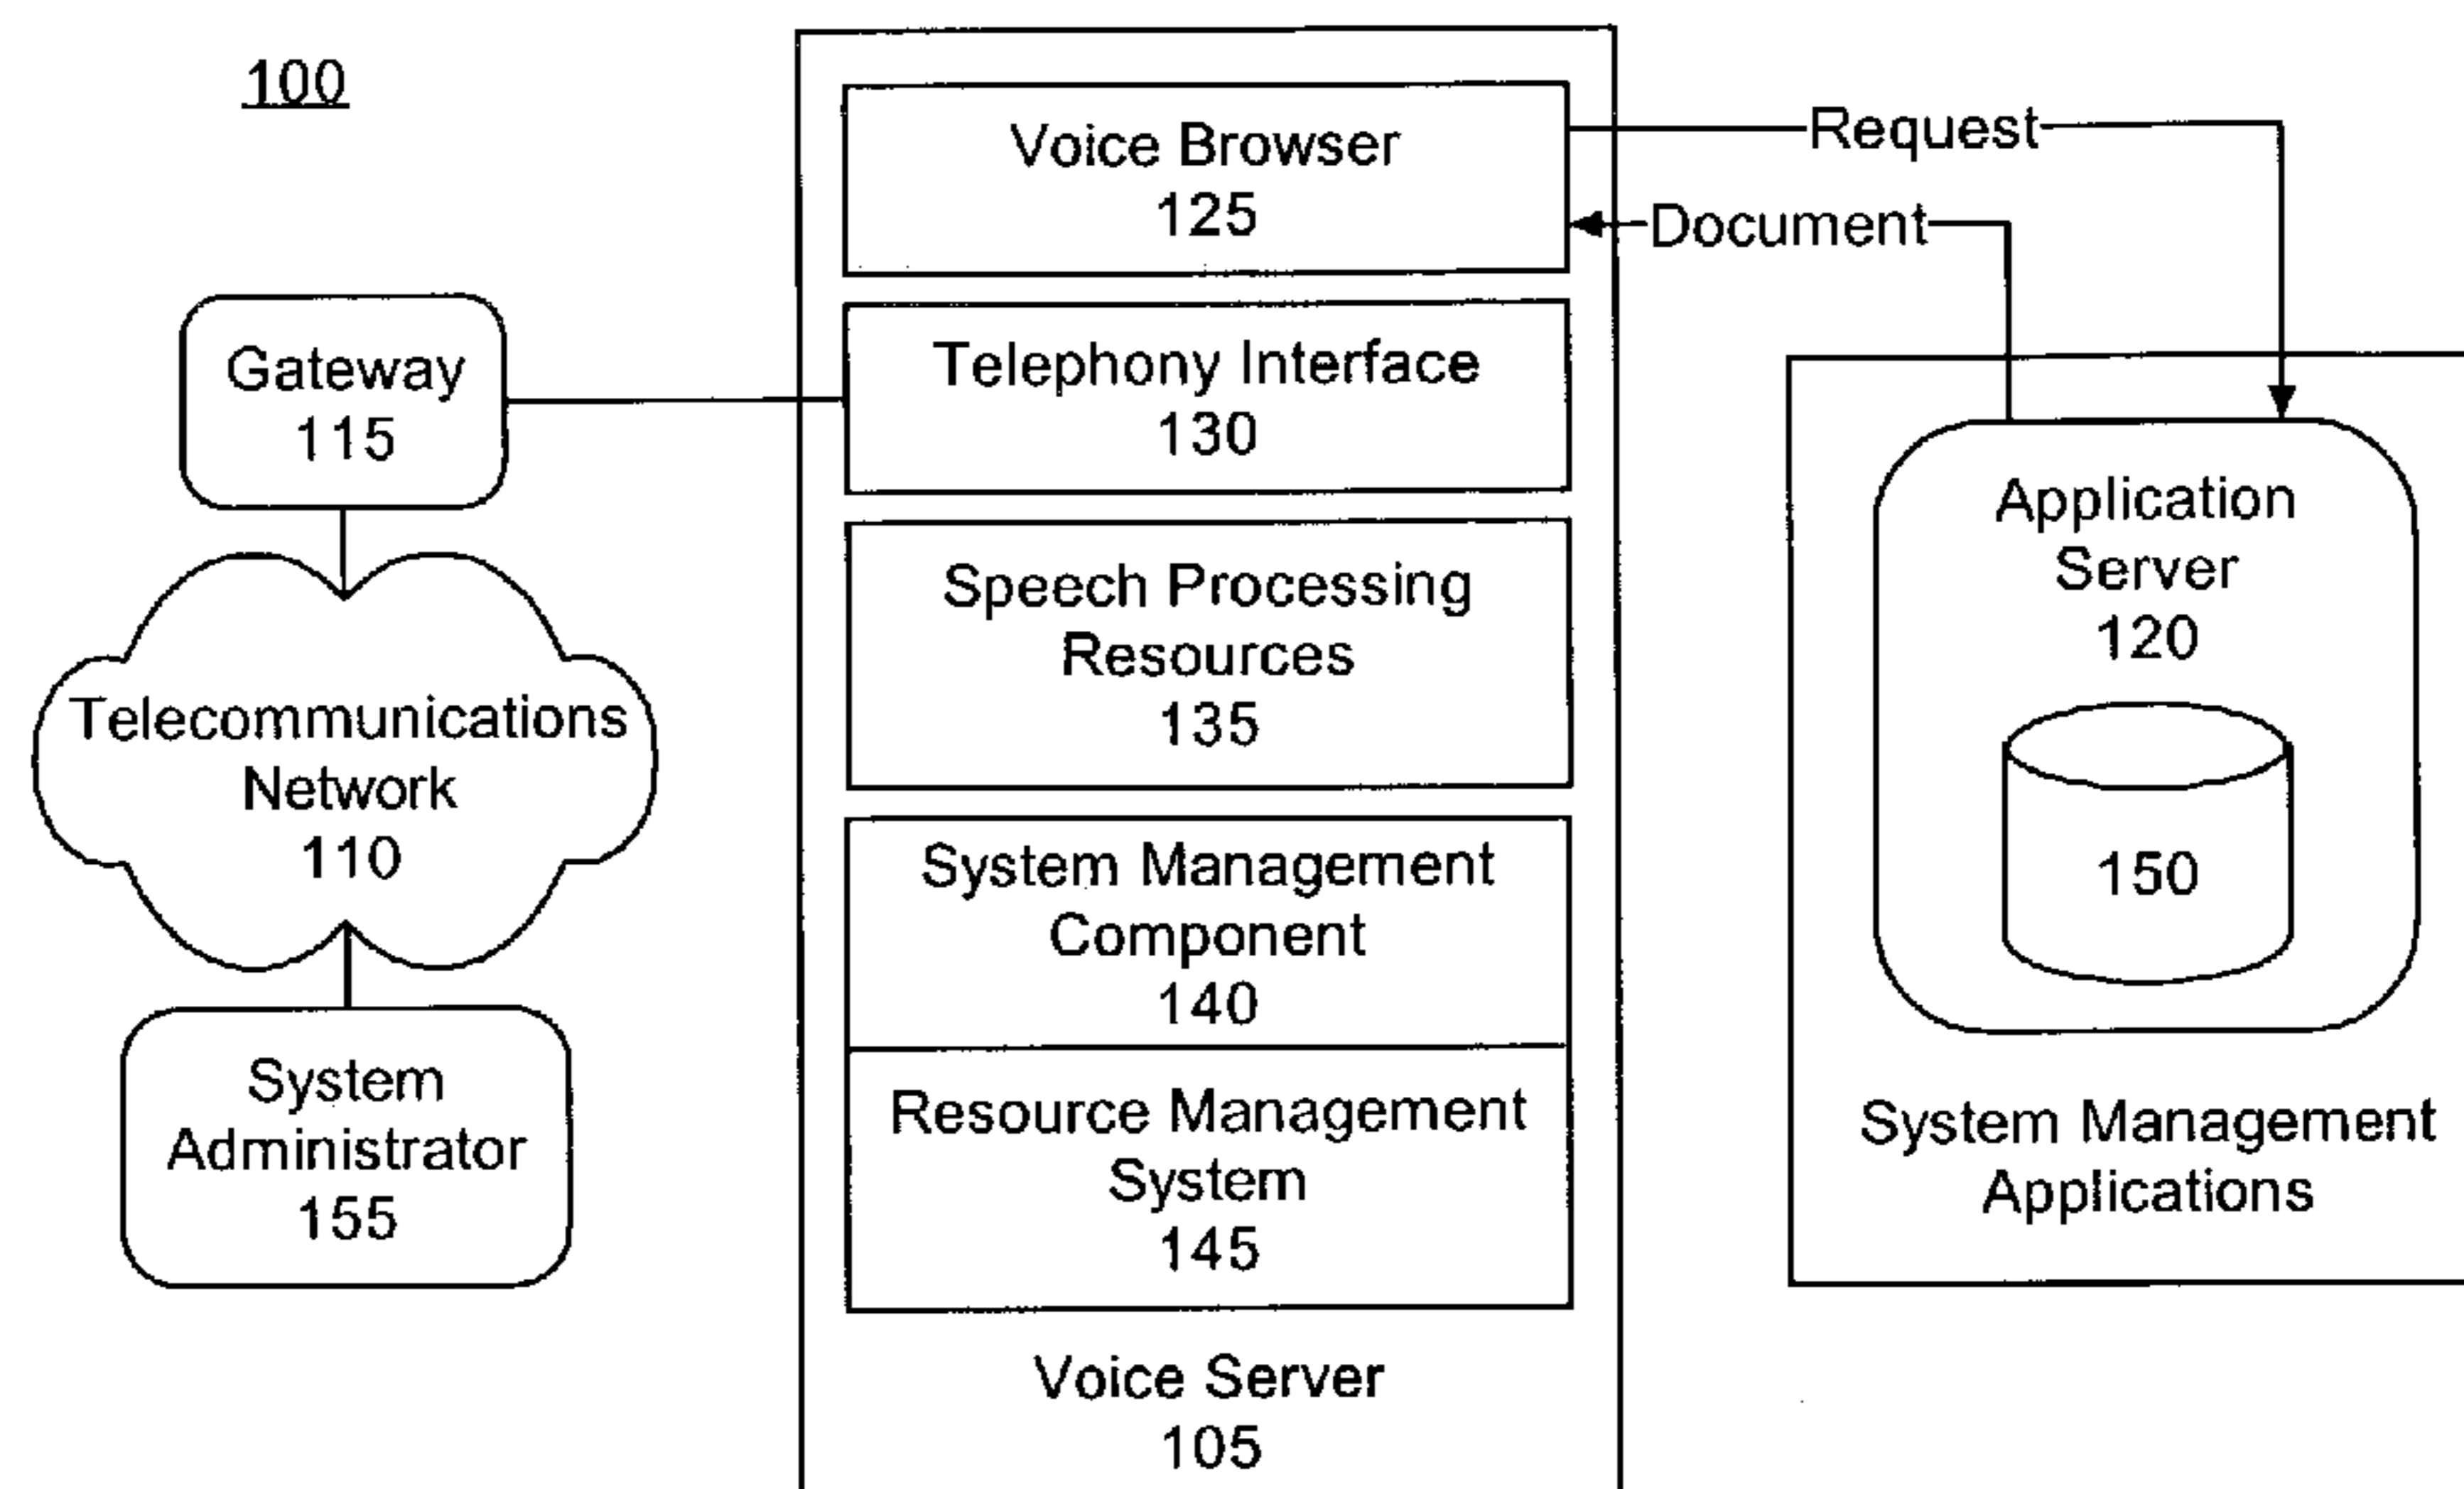 100
Voice Browser
125
Request
Document
Gateway
115
Telephony Interface
130
Speech Processing
Resources
135
Application
Server
120
150
Telecommunications
Network
110
System Management
Component
140
System
Administrator
155
Resource Management
System
145
System Management
Applications
Voice Server
105